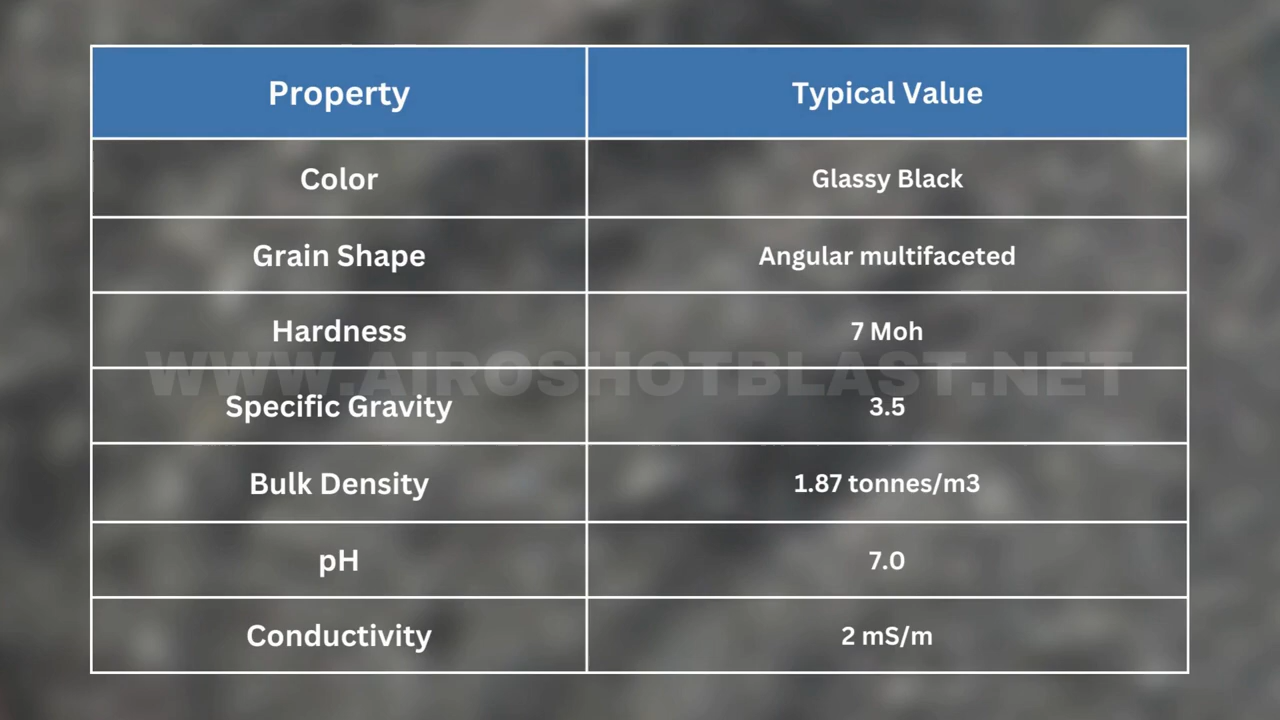 Property Typical Value
Color Glassy Black
Grain Shape Angular multifaceted
Hardness 7 Moh
WWW.AIROSHOTBLAST.NET
Specific Gravity 3.5
Bulk Density 1.87 tonnes/m3
pH 7.0
Conductivity 2 mS/m